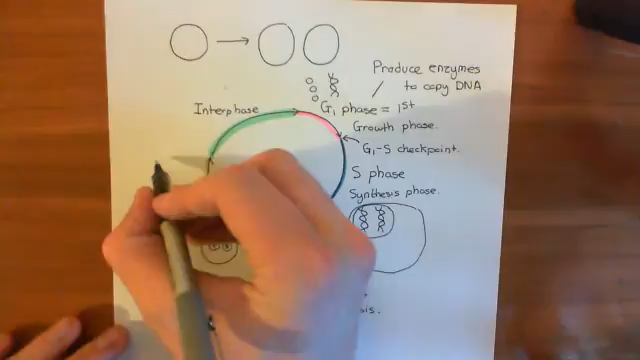 Produce enzymes
to copy DNA
Interphase
G₁ phase = 1st
Growth phase.
G₁-S checkpoint.
S phase
Synthesis phase.